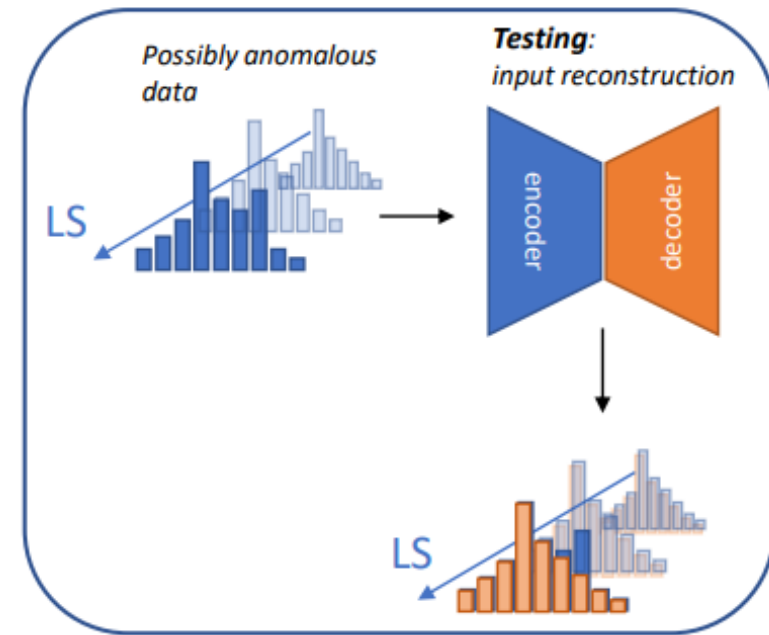 Possibly anomalous
data
Testing:
input reconstruction
LS
encoder
decoder
LS